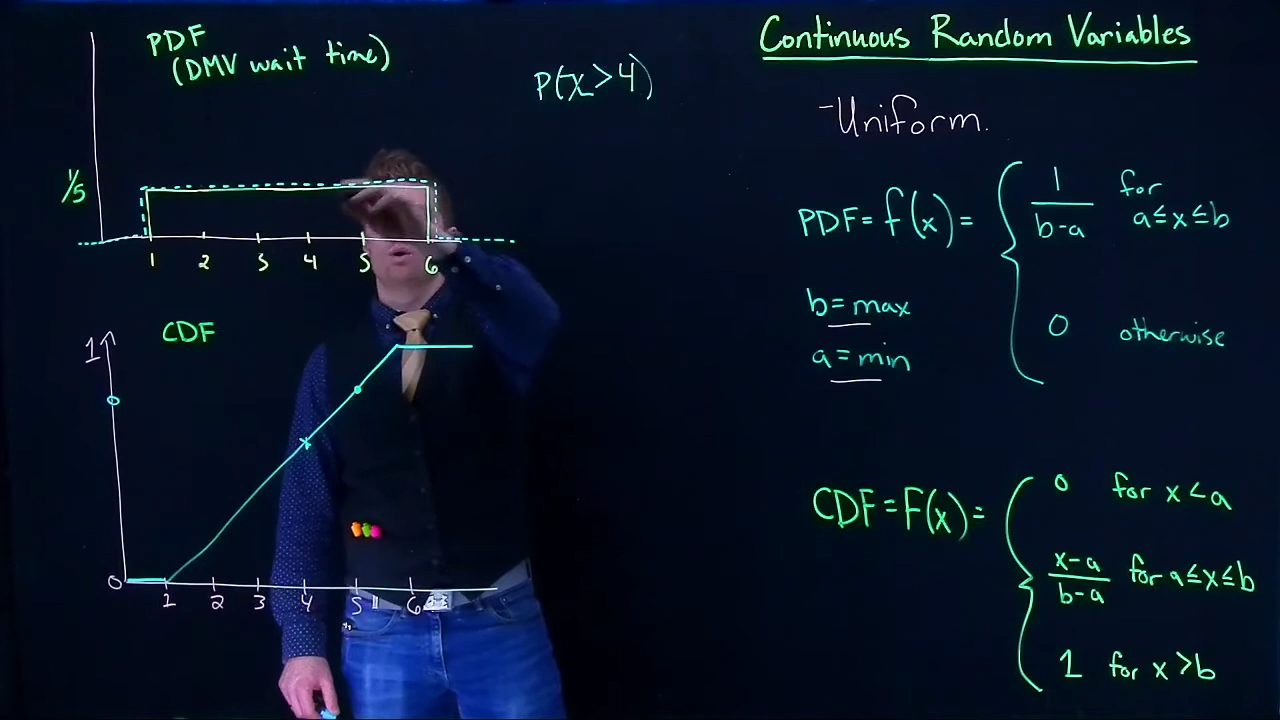 Continuous Random Variables
PDF
(DMV wait time)
P(x>4)
-Uniform.
1/5
1 2 3 4 5 6
PDF = f(x) = { 1/(b-a) for a≤x≤b
0 otherwise
b = max
a = min
CDF
1
0
1 2 3 4 5 6
CDF = F(x) = { 0 for x<a
(x-a)/(b-a) for a≤x≤b
1 for x>b